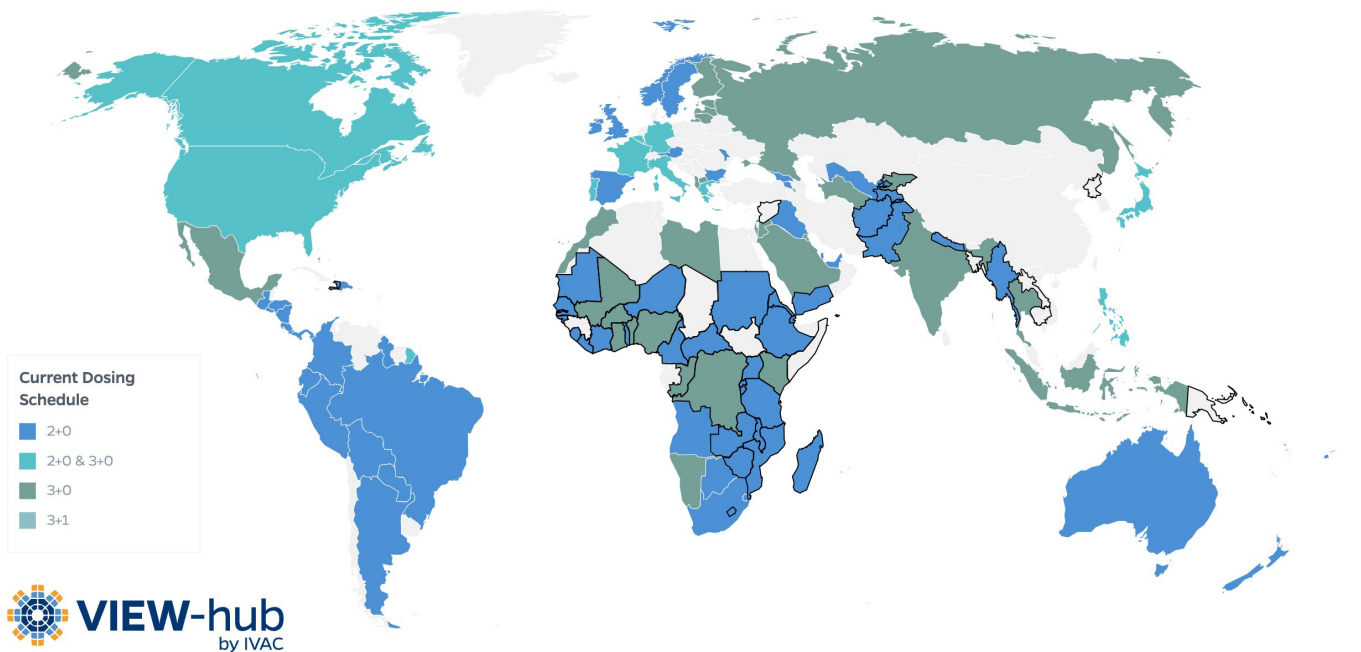 Current Dosing
Schedule
2+0
2+0 & 3+0
3+0
3+1
VIEW-hub
by IVAC